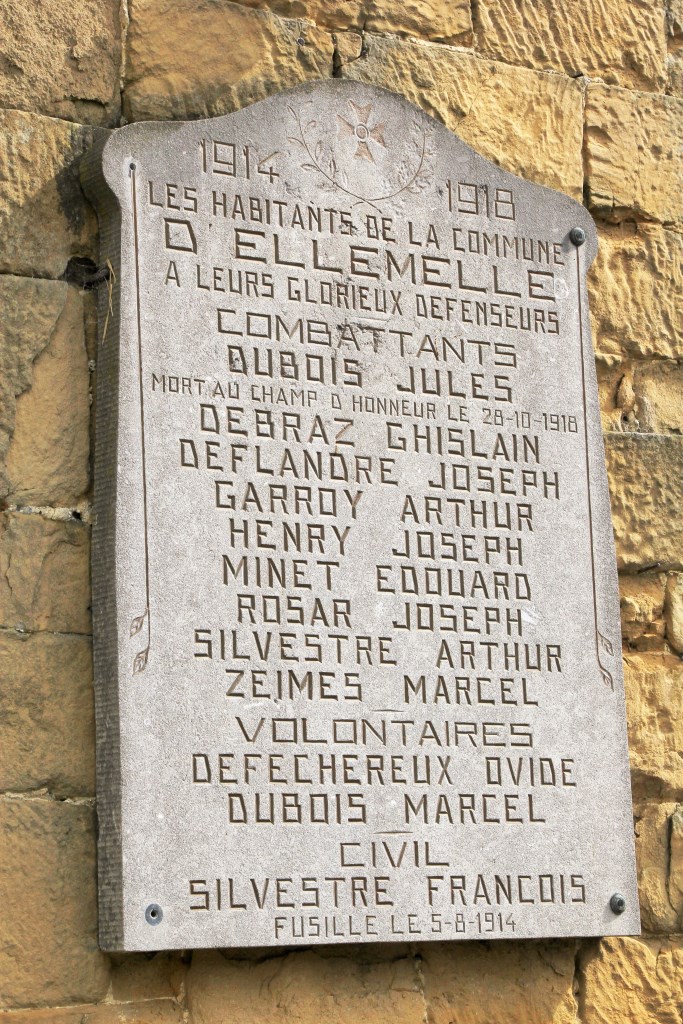 1914 1918
LES HABITANTS DE LA COMMUNE
D'ELLEMELLE
A LEURS GLORIEUX DEFENSEURS
COMBATTANTS
DUBOIS JULES
MORT AU CHAMP D HONNEUR LE 28-10-1918
DEBRAZ GHISLAIN
DEFLANDRE JOSEPH
GARROY ARTHUR
HENRY JOSEPH
MINET EDOUARD
ROSAR JOSEPH
SILVESTRE ARTHUR
ZEIMES MARCEL
VOLONTAIRES
DEFECHEREUX OVIDE
DUBOIS MARCEL
CIVIL
SILVESTRE FRANCOIS
FUSILLE LE 5-8-1914